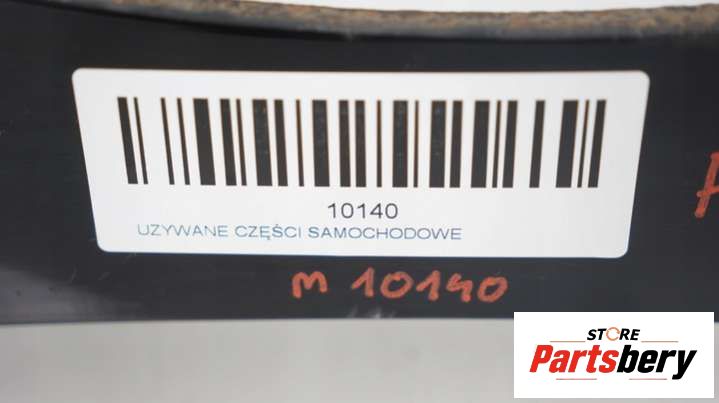 10140
UZYWANE CZĘŚCI SAMOCHODOWE
m 10140
STORE
Partsbery